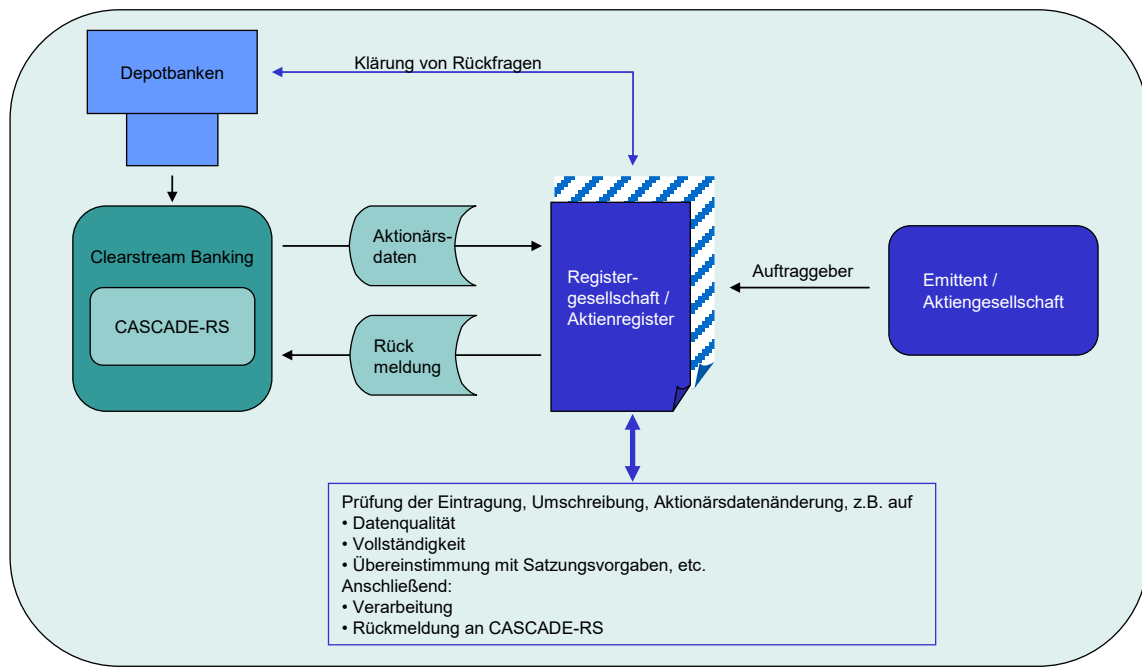 Depotbanken
Klärung von Rückfragen
Clearstream Banking
CASCADE-RS
Aktionärs-
daten
Rück
meldung
Register-
gesellschaft /
Aktienregister
Auftraggeber
Emittent /
Aktiengesellschaft
Prüfung der Eintragung, Umschreibung, Aktionärsdatenänderung, z.B. auf
• Datenqualität
• Vollständigkeit
• Übereinstimmung mit Satzungsvorgaben, etc.
Anschließend:
• Verarbeitung
• Rückmeldung an CASCADE-RS